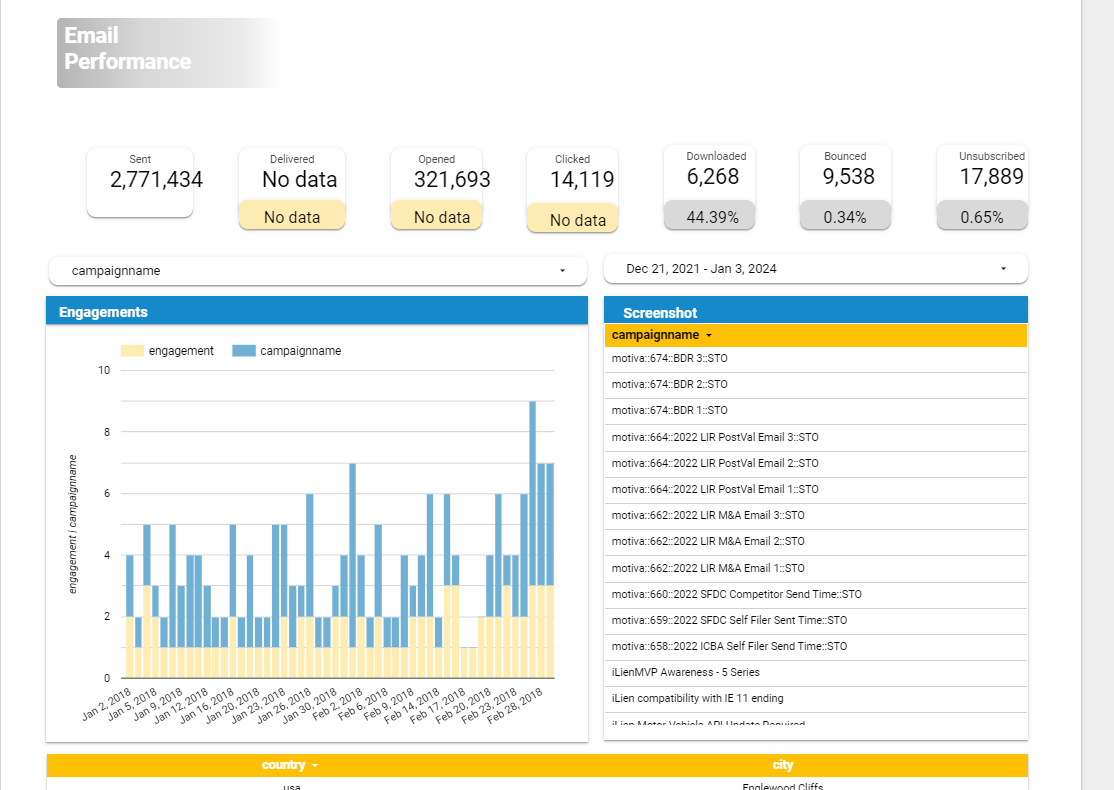 Email
Performance
Sent
2,771,434
Delivered
No data
No data
Opened
321,693
No data
Clicked
14,119
No data
Downloaded
6,268
44.39%
Bounced
9,538
0.34%
Unsubscribed
17,889
0.65%
campaignname
Dec 21, 2021 - Jan 3, 2024
Engagements
engagement
campaignname
engagement | campaignname
10
8
6
4
2
0
Jan 2, 2018
Jan 5, 2018
Jan 9, 2018
Jan 12, 2018
Jan 16, 2018
Jan 20, 2018
Jan 23, 2018
Jan 26, 2018
Jan 30, 2018
Feb 2, 2018
Feb 6, 2018
Feb 9, 2018
Feb 14, 2018
Feb 17, 2018
Feb 20, 2018
Feb 23, 2018
Feb 28, 2018
Screenshot
campaignname
motiva::674::BDR 3::STO
motiva::674::BDR 2::STO
motiva::674::BDR 1::STO
motiva::664::2022 LIR PostVal Email 3::STO
motiva::664::2022 LIR PostVal Email 2::STO
motiva::664::2022 LIR PostVal Email 1::STO
motiva::662::2022 LIR M&A Email 3::STO
motiva::662::2022 LIR M&A Email 2::STO
motiva::662::2022 LIR M&A Email 1::STO
motiva::660::2022 SFDC Competitor Send Time::STO
motiva::659::2022 SFDC Self Filer Sent Time::STO
motiva::658::2022 ICBA Self Filer Send Time::STO
iLienMVP Awareness - 5 Series
iLien compatibility with IE 11 ending
iLien Motor Vehicle API Update Required
country
city
usa
Englewood Cliffs